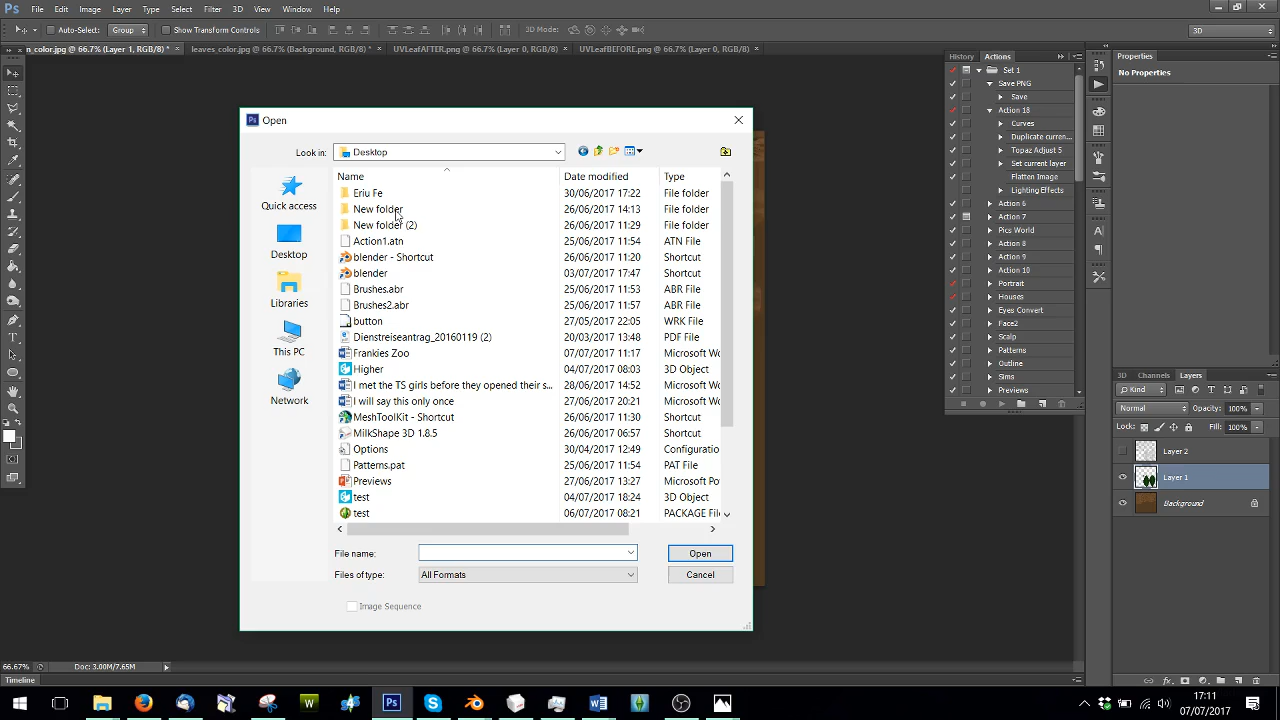 Ps File Edit Image Layer Type Select Filter 3D View Window Help
Auto-Select: Group Show Transform Controls 3D Mode: 3D
n_color.jpg @ 66.7% (Layer 1, RGB/8) * × leaves_color.jpg @ 66.7% (Background, RGB/8) * × UVLeafAFTER.png @ 66.7% (Layer 0, RGB/8) × UVLeafBEFORE.png @ 66.7% (Layer 0, RGB/8) ×
History Actions
Set 1
Save PNG
Save
Action 18
Curves
Duplicate curren...
Topaz Adjust 5
Set current layer
Flatten Image
Lighting Effects
Action 6
Action 7
Pics World
Action 8
Action 9
Action 10
Portrait
Houses
Eyes Convert
Face2
Scalp
Patterns
Outline
Sims
Previews
Properties
No Properties
Ps Open
Look in: Desktop
Quick access
Desktop
Libraries
This PC
Network
Name Date modified Type
Eriu Fe 30/06/2017 17:22 File folder
New folder 26/06/2017 14:13 File folder
New folder (2) 26/06/2017 11:29 File folder
Action1.atn 25/06/2017 11:54 ATN File
blender - Shortcut 26/06/2017 11:20 Shortcut
blender 03/07/2017 17:47 Shortcut
Brushes.abr 25/06/2017 11:53 ABR File
Brushes2.abr 25/06/2017 11:57 ABR File
button 27/05/2017 22:05 WRK File
Dienstreiseantrag_20160119 (2) 20/03/2017 13:48 PDF File
Frankies Zoo 07/07/2017 11:17 Microsoft Wo
Higher 04/07/2017 08:03 3D Object
I met the TS girls before they opened their s... 28/06/2017 14:52 Microsoft Wo
I will say this only once 27/06/2017 20:21 Microsoft Wo
MeshToolKit - Shortcut 26/06/2017 11:30 Shortcut
MilkShape 3D 1.8.5 26/06/2017 06:57 Shortcut
Options 30/04/2017 12:49 Configuratio
Patterns.pat 25/06/2017 11:54 PAT File
Previews 27/06/2017 13:27 Microsoft Po
test 04/07/2017 18:24 3D Object
test 06/07/2017 08:21 PACKAGE File
File name: Open
Files of type: All Formats Cancel
Image Sequence
3D Channels Layers
Kind
Normal Opacity: 100%
Lock: Fill: 100%
Layer 2
Layer 1
Background
66.67% Doc: 3.00M/7.65M
Timeline
17:11
07/07/2017